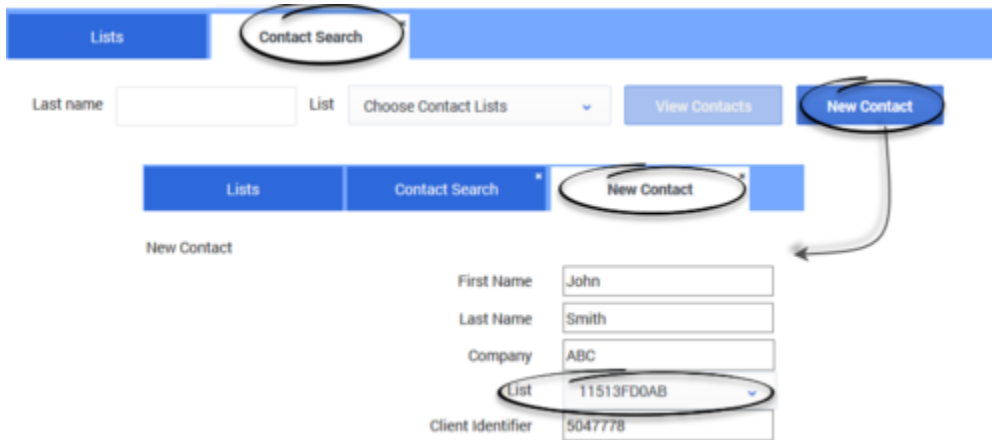 Lists Contact Search
Last name List Choose Contact Lists View Contacts New Contact
Lists Contact Search New Contact
New Contact
First Name John
Last Name Smith
Company ABC
List 11513FD0AB
Client Identifier 5047778